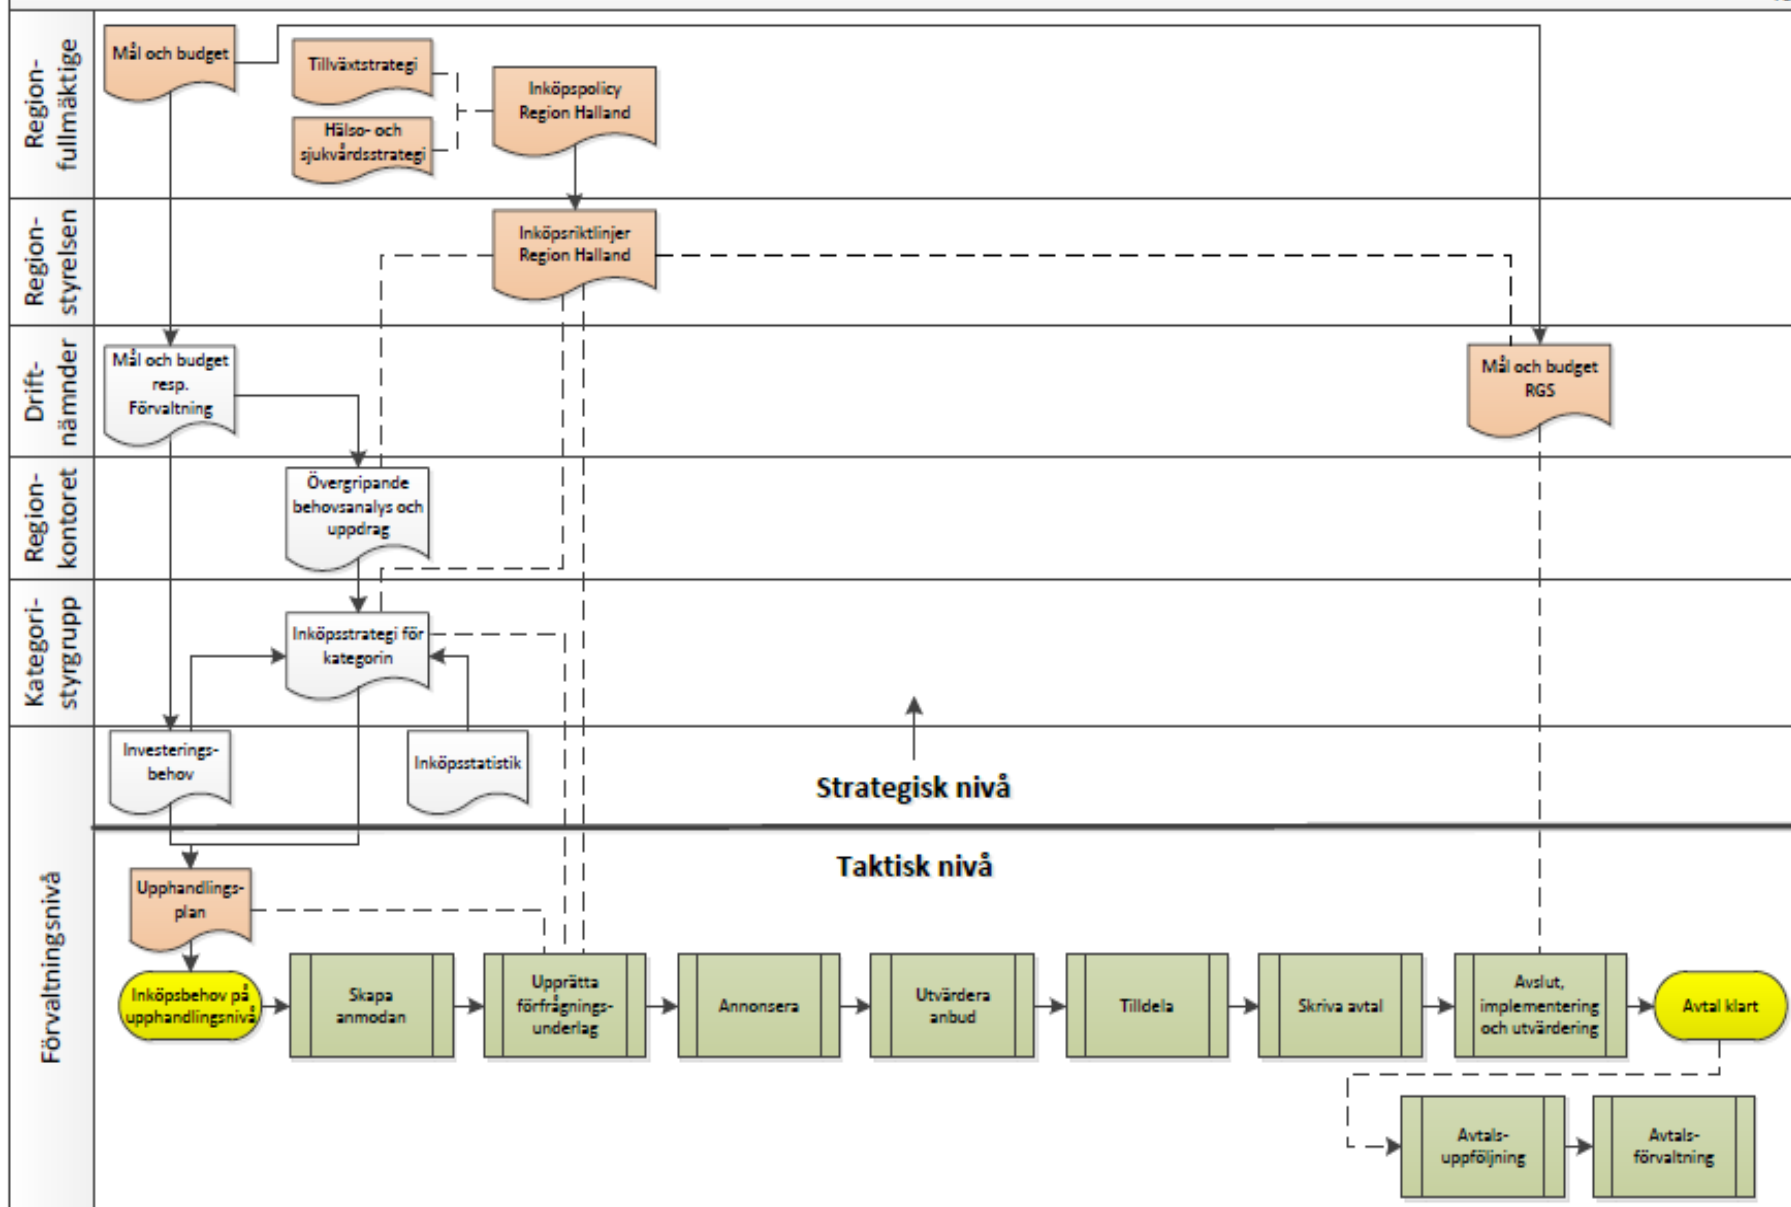 Region-
fullmäktige
Mål och budget
Tillväxtstrategi
Hälso- och
sjukvårdsstrategi
Inköpspolicy
Region Halland
Region-
styrelsen
Inköpsriktlinjer
Region Halland
Drift-
nämnder
Mål och budget
resp.
Förvaltning
Mål och budget
RGS
Region-
kontoret
Övergripande
behovsanalys och
uppdrag
Kategori-
styrgrupp
Inköpsstrategi för
kategorin
Förvaltningsnivå
Investerings-
behov
Inköpsstatistik
Strategisk nivå
Taktisk nivå
Upphandlings-
plan
Inköpsbehov på
upphandlingsnivå
Skapa
anmodan
Upprätta
förfrågnings-
underlag
Annonsera
Utvärdera
anbud
Tilldela
Skriva avtal
Avslut,
implementering
och utvärdering
Avtal klart
Avtals-
uppföljning
Avtals-
förvaltning